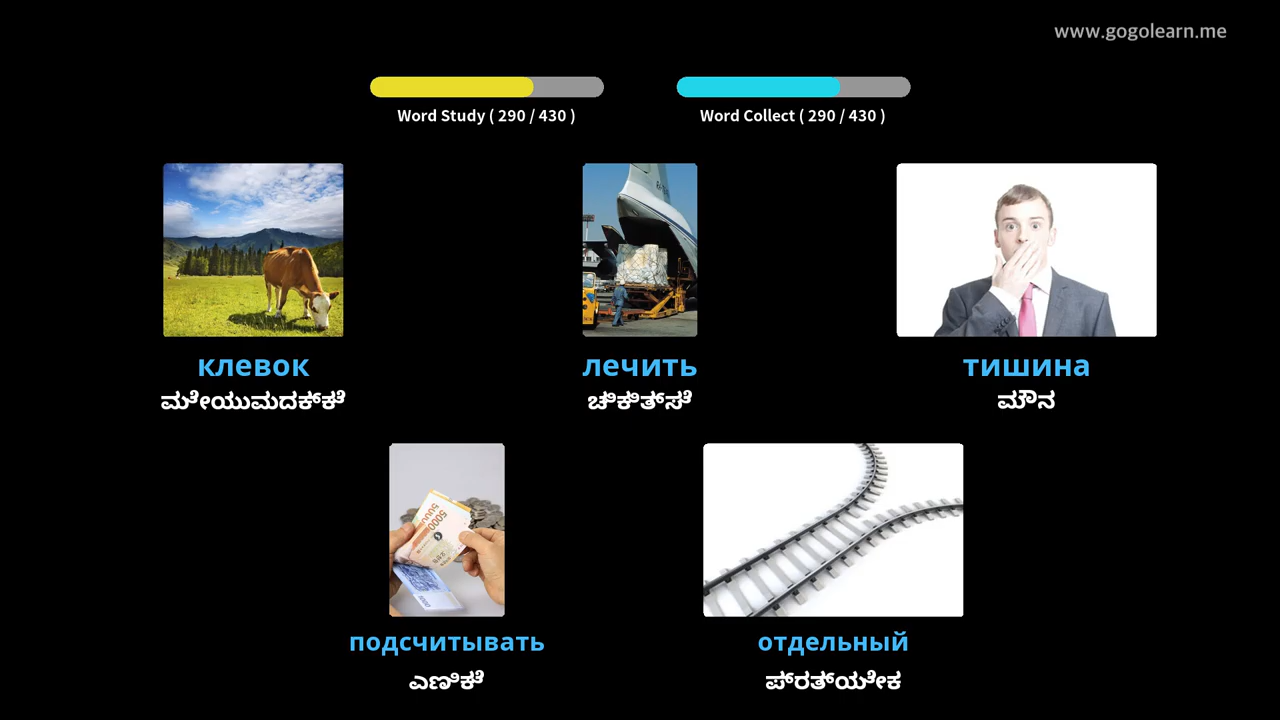 www.gogolearn.me
Word Study ( 290 / 430 )
Word Collect ( 290 / 430 )
клевок
ಮೇಯುಮದಕ್ಕೆ
лечить
ಚಿಕಿತ್ಸೆ
тишина
ಮೌನ
подсчитывать
ಎಣಿಕೆ
отдельный
ಪ್ರತ್ಯೇಕ